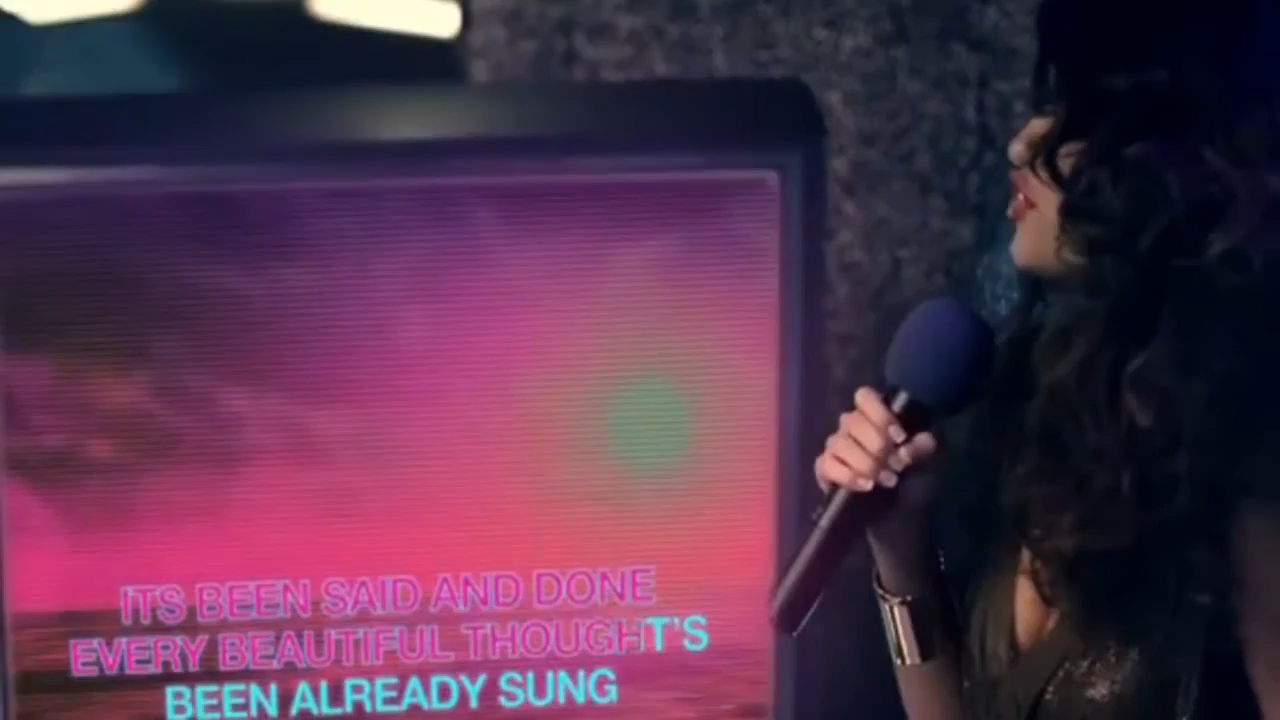 ITS BEEN SAID AND DONE
EVERY BEAUTIFUL THOUGHT'S
BEEN ALREADY SUNG